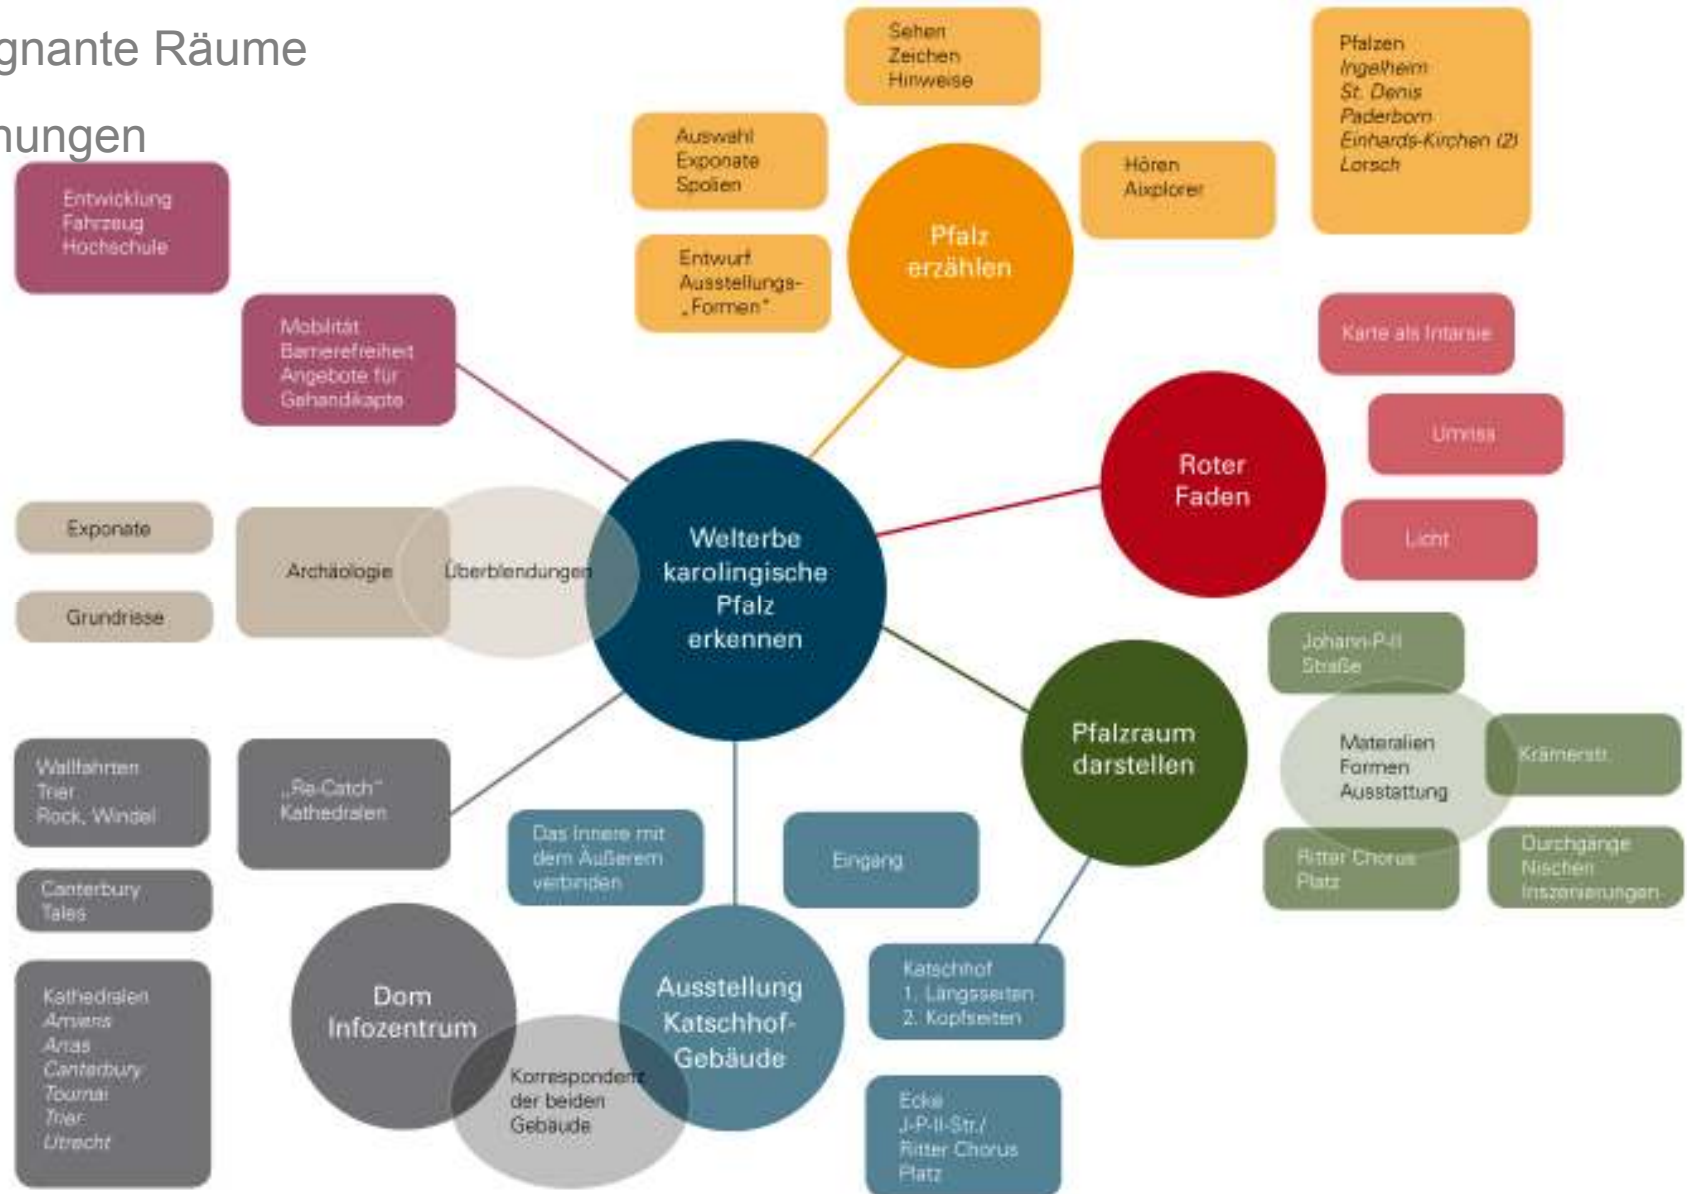 gnante Räume
nungen
Sehen
Zeichen
Hinweise
Pfalzen
Ingelheim
St. Denis
Paderborn
Einhards-Kirchen (2)
Lorsch
Auswahl
Exponate
Spolien
Hören
Aixplorer
Entwurf
Ausstellungs-
„Formen“
Pfalz
erzählen
Entwicklung
Fahrzeug
Hochschule
Mobilität
Barrierefreiheit
Angebote für
Gehandikapte
Karte als Intarsie
Umriss
Licht
Roter
Faden
Exponate
Grundrisse
Archäologie
Überblendungen
Welterbe
karolingische
Pfalz
erkennen
Johann-P-II
Straße
Materalien
Formen
Ausstattung
Krämerstr.
Ritter Chorus
Platz
Durchgänge
Nischen
Inszenierungen
Pfalzraum
darstellen
Wallfahrten
Trier
Rock, Windel
„Re-Catch“
Kathedralen
Canterbury
Tales
Kathedralen
Amiens
Arras
Canterbury
Tournai
Trier
Utrecht
Das Innere mit
dem Äußerem
verbinden
Eingang
Dom
Infozentrum
Korrespondenz
der beiden
Gebäude
Ausstellung
Katschhof-
Gebäude
Katschhof
1. Längsseiten
2. Kopfseiten
Ecke
J-P-II-Str./
Ritter Chorus
Platz